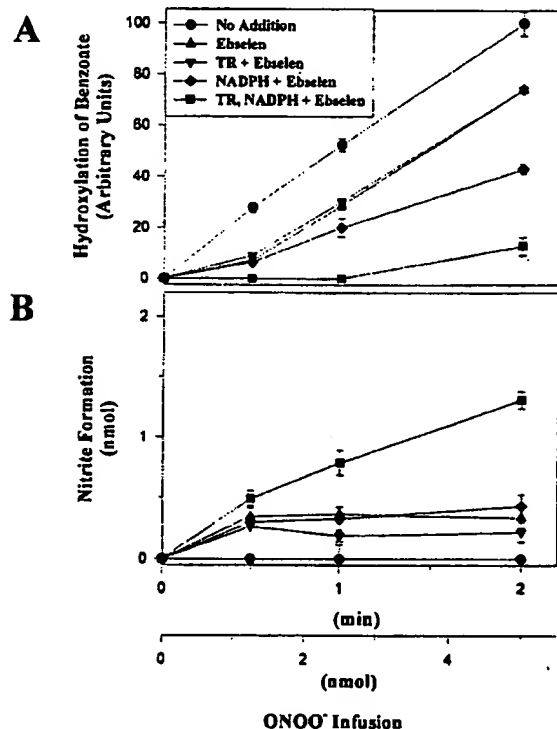 A
No Addition
Ebselen
TR + Ebselen
NADPH + Ebselen
TR, NADPH + Ebselen
Hydroxylation of Benzoate
(Arbitrary Units)
100
80
60
40
20
0
B
Nitrite Formation
(nmol)
2
1
0
0
1
2
(min)
0
2
4
(nmol)
ONOO- Infusion